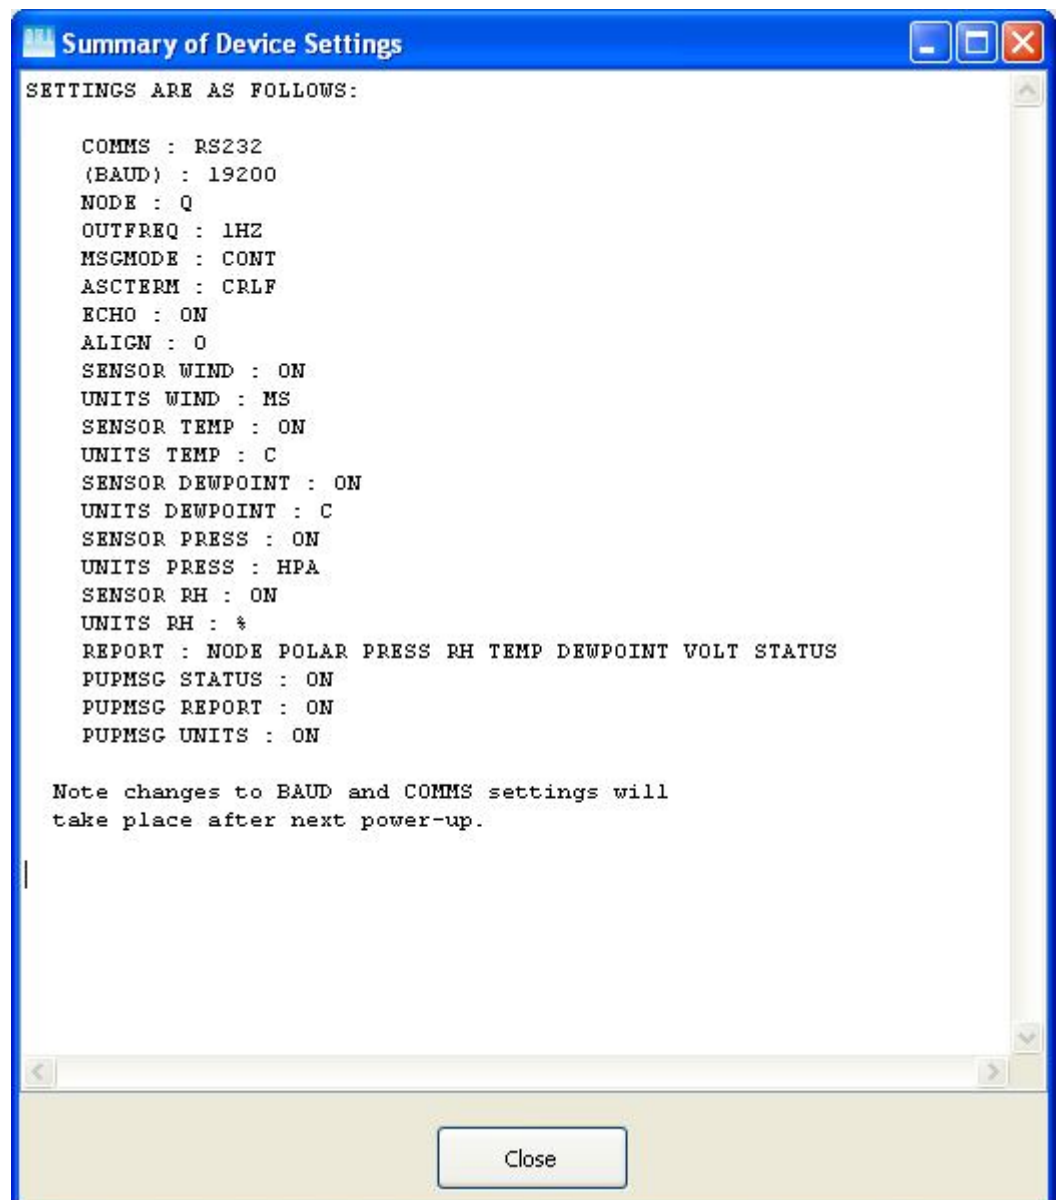 Summary of Device Settings
SETTINGS ARE AS FOLLOWS:
COMMS : RS232
(BAUD) : 19200
NODE : Q
OUTFREQ : 1HZ
MSGMODE : CONT
ASCTERM : CRLF
ECHO : ON
ALIGN : 0
SENSOR WIND : ON
UNITS WIND : MS
SENSOR TEMP : ON
UNITS TEMP : C
SENSOR DEWPOINT : ON
UNITS DEWPOINT : C
SENSOR PRESS : ON
UNITS PRESS : HPA
SENSOR RH : ON
UNITS RH : %
REPORT : NODE POLAR PRESS RH TEMP DEWPOINT VOLT STATUS
PUPMSG STATUS : ON
PUPMSG REPORT : ON
PUPMSG UNITS : ON
Note changes to BAUD and COMMS settings will
take place after next power-up.
Close